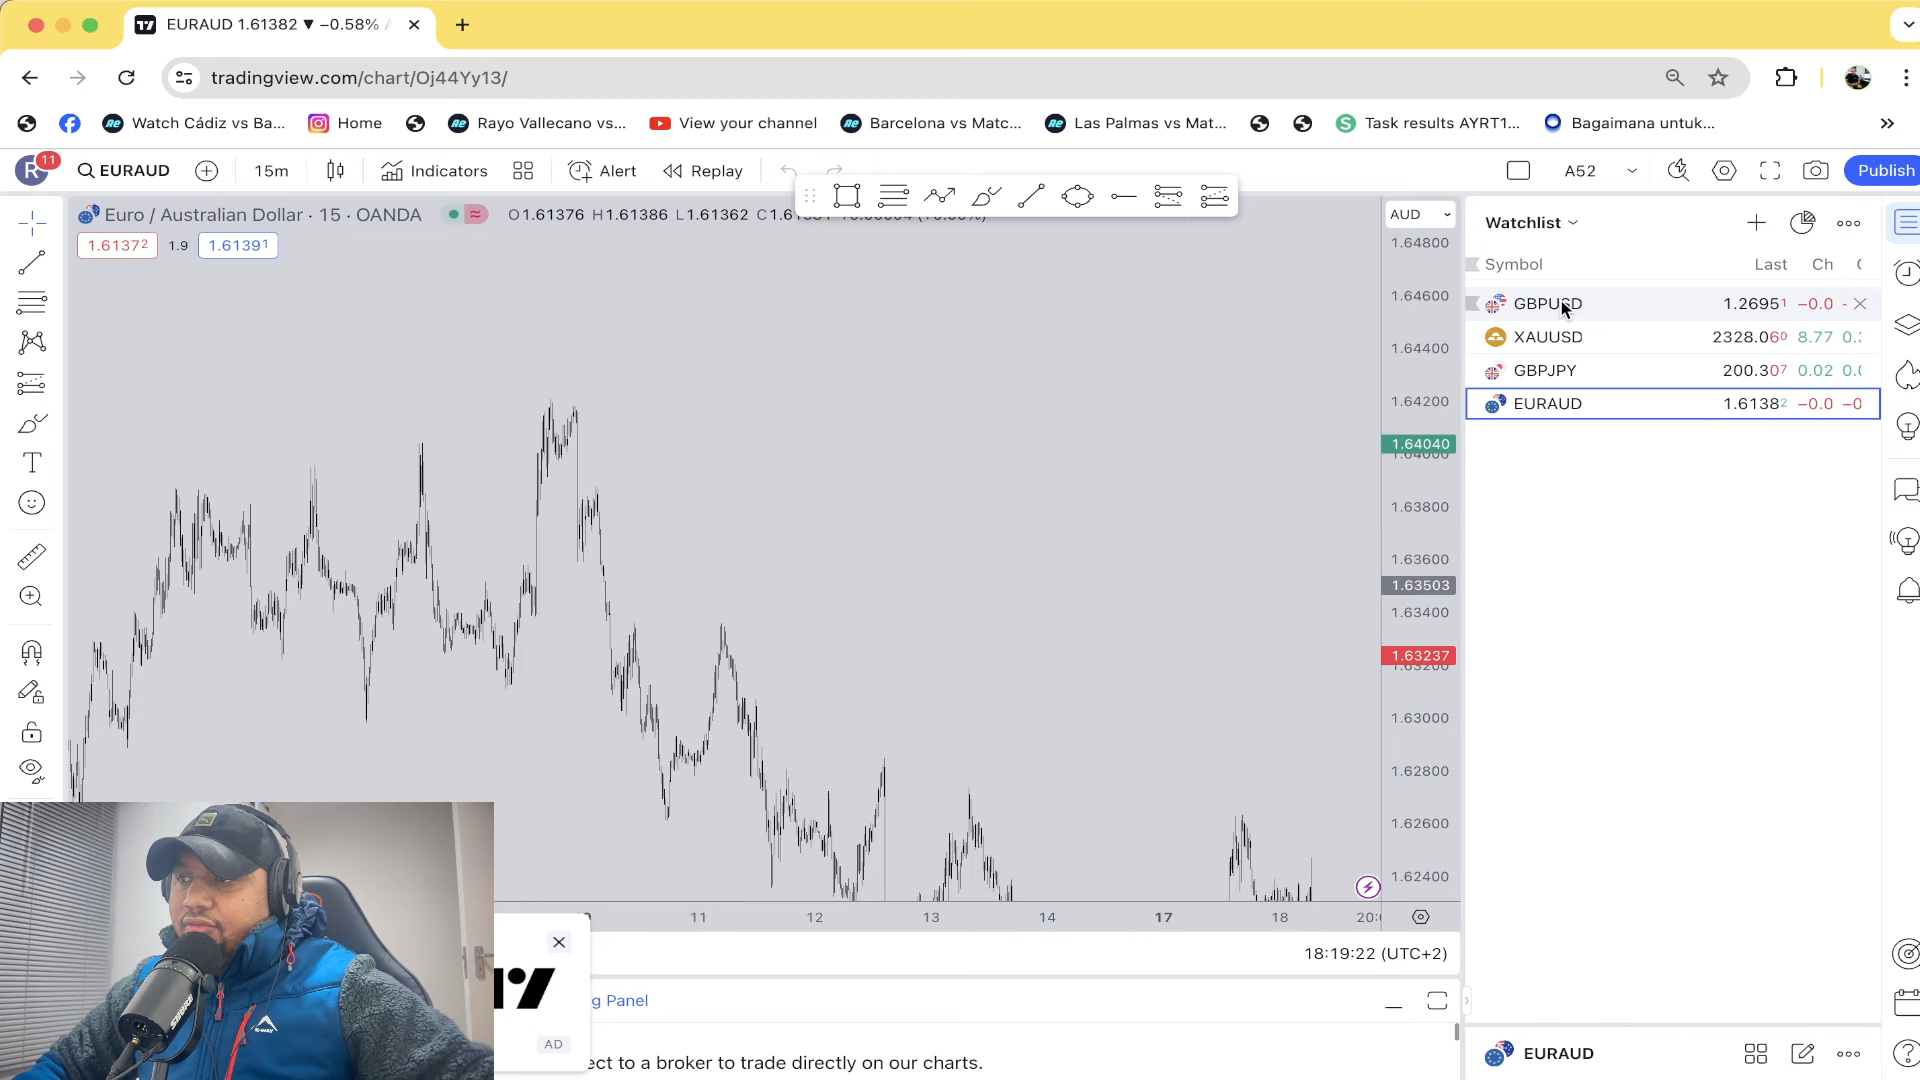 EURAUD 1.61382 ▼ −0.58%
tradingview.com/chart/Oj44Yy13/
Watch Cádiz vs Ba... Home Rayo Vallecano vs... View your channel Barcelona vs Matc... Las Palmas vs Mat... Task results AYRT1... Bagaimana untuk...
R 11 EURAUD 15m Indicators Alert Replay A52 Publish
Euro / Australian Dollar · 15 · OANDA O1.61376 H1.61386 L1.61362
1.61372 1.9 1.61391
AUD
1.64800
1.64600
1.64400
1.64200
1.64040
1.64000
1.63800
1.63600
1.63503
1.63400
1.63237
1.63200
1.63000
1.62800
1.62600
1.62400
11 12 13 14 17 18
18:19:22 (UTC+2)
Watchlist
Symbol Last Ch
GBPUSD 1.26951 −0.0
XAUUSD 2328.060 8.77
GBPJPY 200.307 0.02
EURAUD 1.61382 −0.0 −0
g Panel
AD
ect to a broker to trade directly on our charts.
EURAUD